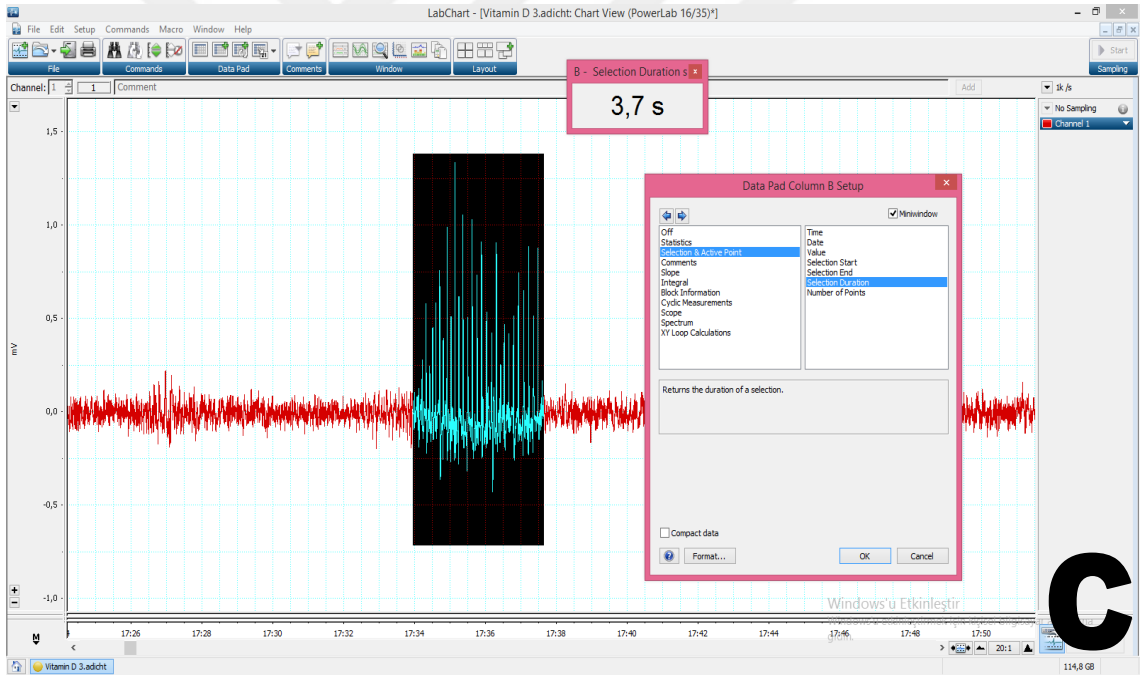 LabChart - [Vitamin D 3.adicht: Chart View (PowerLab 16/35)*]
File Edit Setup Commands Macro Window Help
File Commands Data Pad Comments Window Layout
Start
Sampling
Channel: 1 1 Comment Add
1k /s
No Sampling
Channel 1
B - Selection Duration s
3,7 s
Data Pad Column B Setup
Miniwindow
Off
Statistics
Selection & Active Point
Comments
Slope
Integral
Block Information
Cyclic Measurements
Scope
Spectrum
XY Loop Calculations
Time
Date
Value
Selection Start
Selection End
Selection Duration
Number of Points
Returns the duration of a selection.
Compact data
Format...
OK
Cancel
1,5
1,0
0,5
mV
0,0
-0,5
-1,0
Windows'u Etkinleştir
C
M
17:26 17:28 17:30 17:32 17:34 17:36 17:38 17:40 17:42 17:44 17:46 17:48 17:50
20:1
Vitamin D 3.adicht
114,8 GB